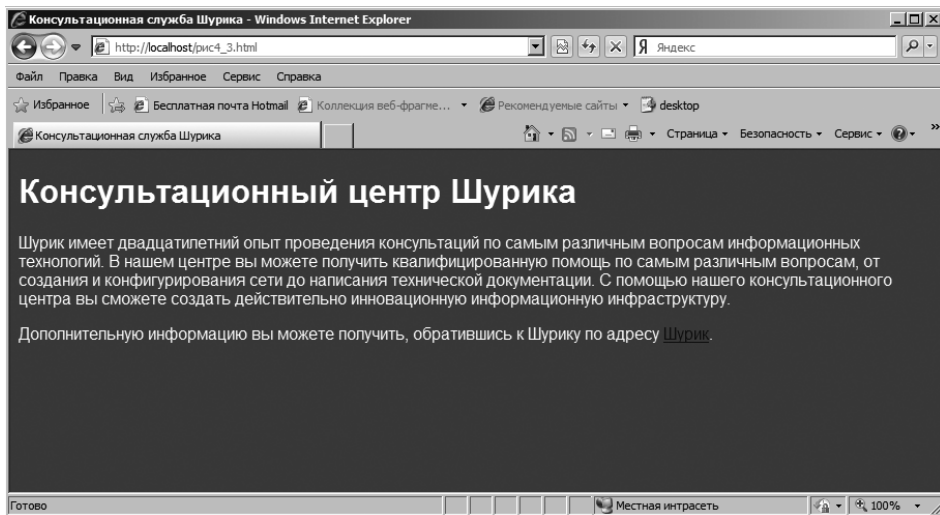 Консультационная служба Шурика - Windows Internet Explorer
http://localhost/рис4_3.html
Я Яндекс
Файл Правка Вид Избранное Сервис Справка
Избранное Бесплатная почта Hotmail Коллекция веб-фрагме... Рекомендуемые сайты desktop
Консультационная служба Шурика Страница Безопасность Сервис »
Консультационный центр Шурика
Шурик имеет двадцатилетний опыт проведения консультаций по самым различным вопросам информационных
технологий. В нашем центре вы можете получить квалифицированную помощь по самым различным вопросам, от
создания и конфигурирования сети до написания технической документации. С помощью нашего консультационного
центра вы сможете создать действительно инновационную информационную инфраструктуру.
Дополнительную информацию вы можете получить, обратившись к Шурику по адресу Шурик.
Готово Местная интрасеть 100%